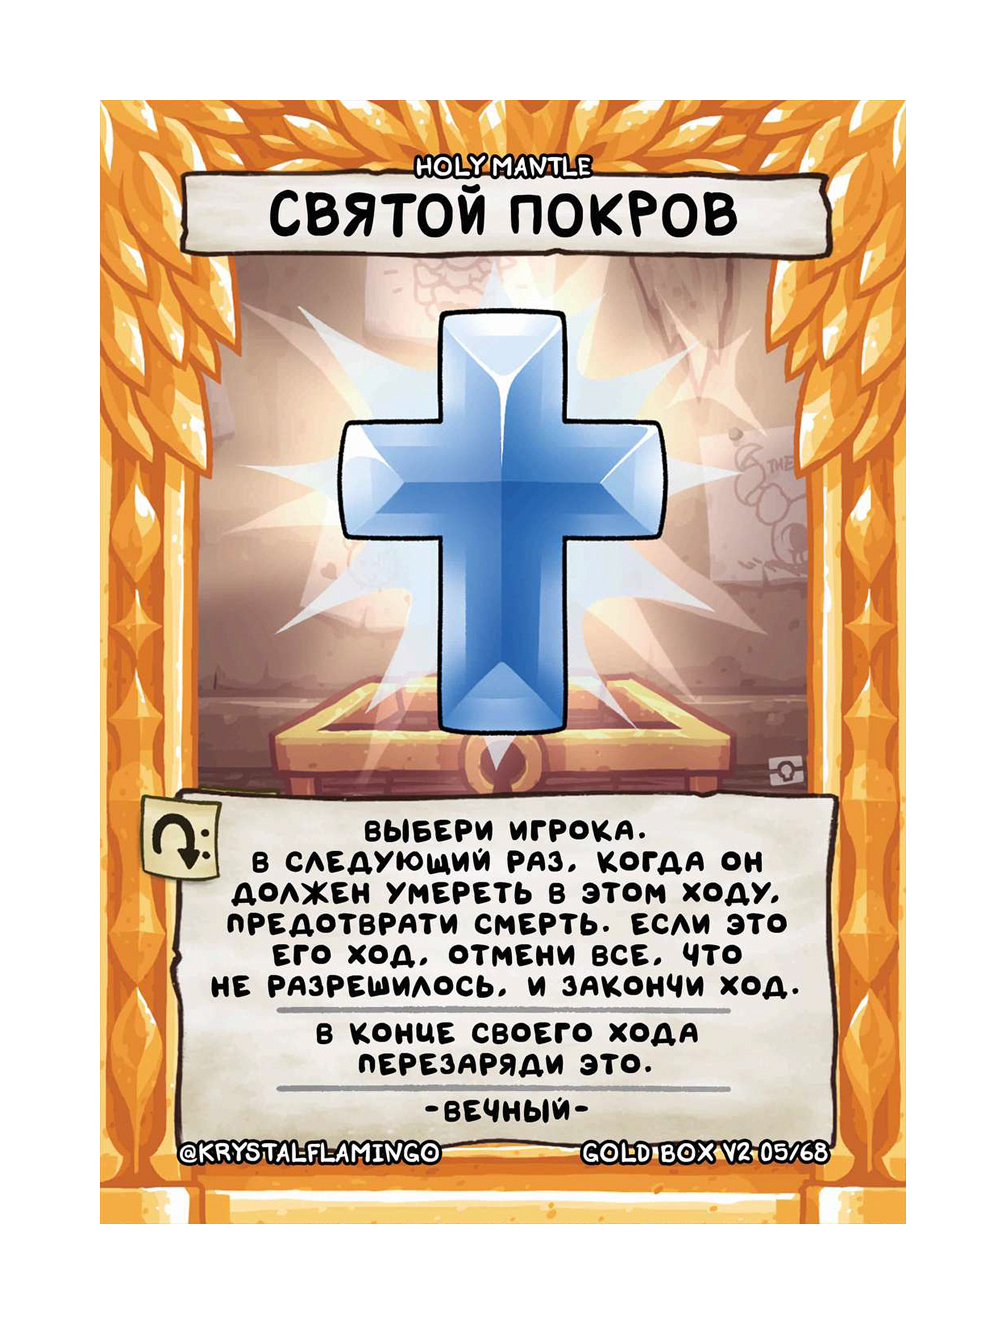 HOLY MANTLE
СВЯТОЙ ПОКРОВ
THE
ВЫБЕРИ ИГРОКА.
В СЛЕДУЮЩИЙ РАЗ, КОГДА ОН
ДОЛЖЕН УМЕРЕТЬ В ЭТОМ ХОДУ,
ПРЕДОТВРАТИ СМЕРТЬ. ЕСЛИ ЭТО
ЕГО ХОД, ОТМЕНИ ВСЕ, ЧТО
НЕ РАЗРЕШИЛОСЬ, И ЗАКОНЧИ ХОД.
В КОНЦЕ СВОЕГО ХОДА
ПЕРЕЗАРЯДИ ЭТО.
-ВЕЧНЫЙ-
@KRYSTALFLAMINGO
GOLD BOX V2 05/68